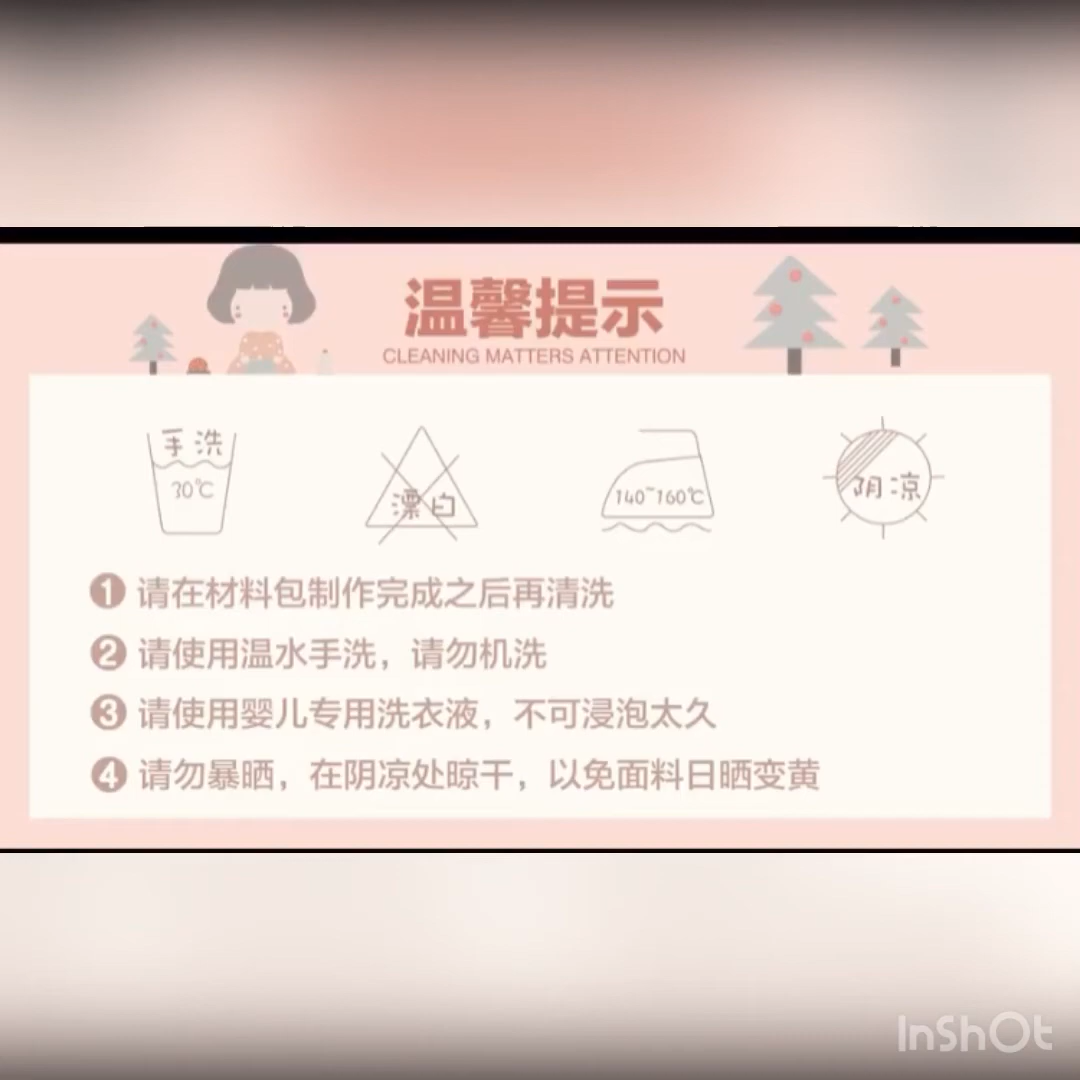 温馨提示
CLEANING MATTERS ATTENTION
手洗
30℃
漂白
140~160℃
阴凉
1 请在材料包制作完成之后再清洗
2 请使用温水手洗，请勿机洗
3 请使用婴儿专用洗衣液，不可浸泡太久
4 请勿暴晒，在阴凉处晾干，以免面料日晒变黄
InShOt